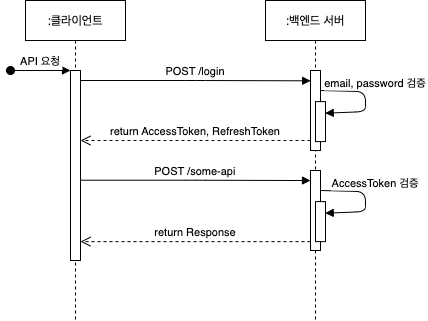 :클라이언트
:백엔드 서버
API 요청
POST /login
email, password 검증
return AccessToken, RefreshToken
POST /some-api
AccessToken 검증
return Response